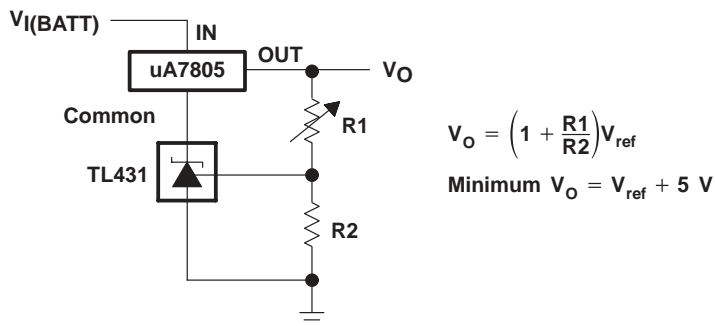 VI(BATT)
IN
OUT
uA7805
VO
Common
R1
TL431
R2
VO = (1 + R1/R2)Vref
Minimum VO = Vref + 5 V